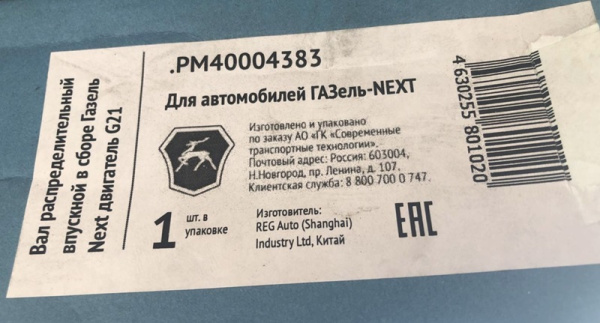 Вал распределительный
впускной в сборе Газель
Next двигатель G21
.PM40004383
Для автомобилей ГАЗель-NEXT
Изготовлено и упаковано
по заказу АО «ГК «Современные
транспортные технологии».
Почтовый адрес: Россия: 603004,
Н.Новгород, пр. Ленина, д. 107.
Клиентская служба: 8 800 700 0 747.
1 шт. в
упаковке
Изготовитель:
REG Auto (Shanghai)
Industry Ltd, Китай
EAC
4 630255 801020